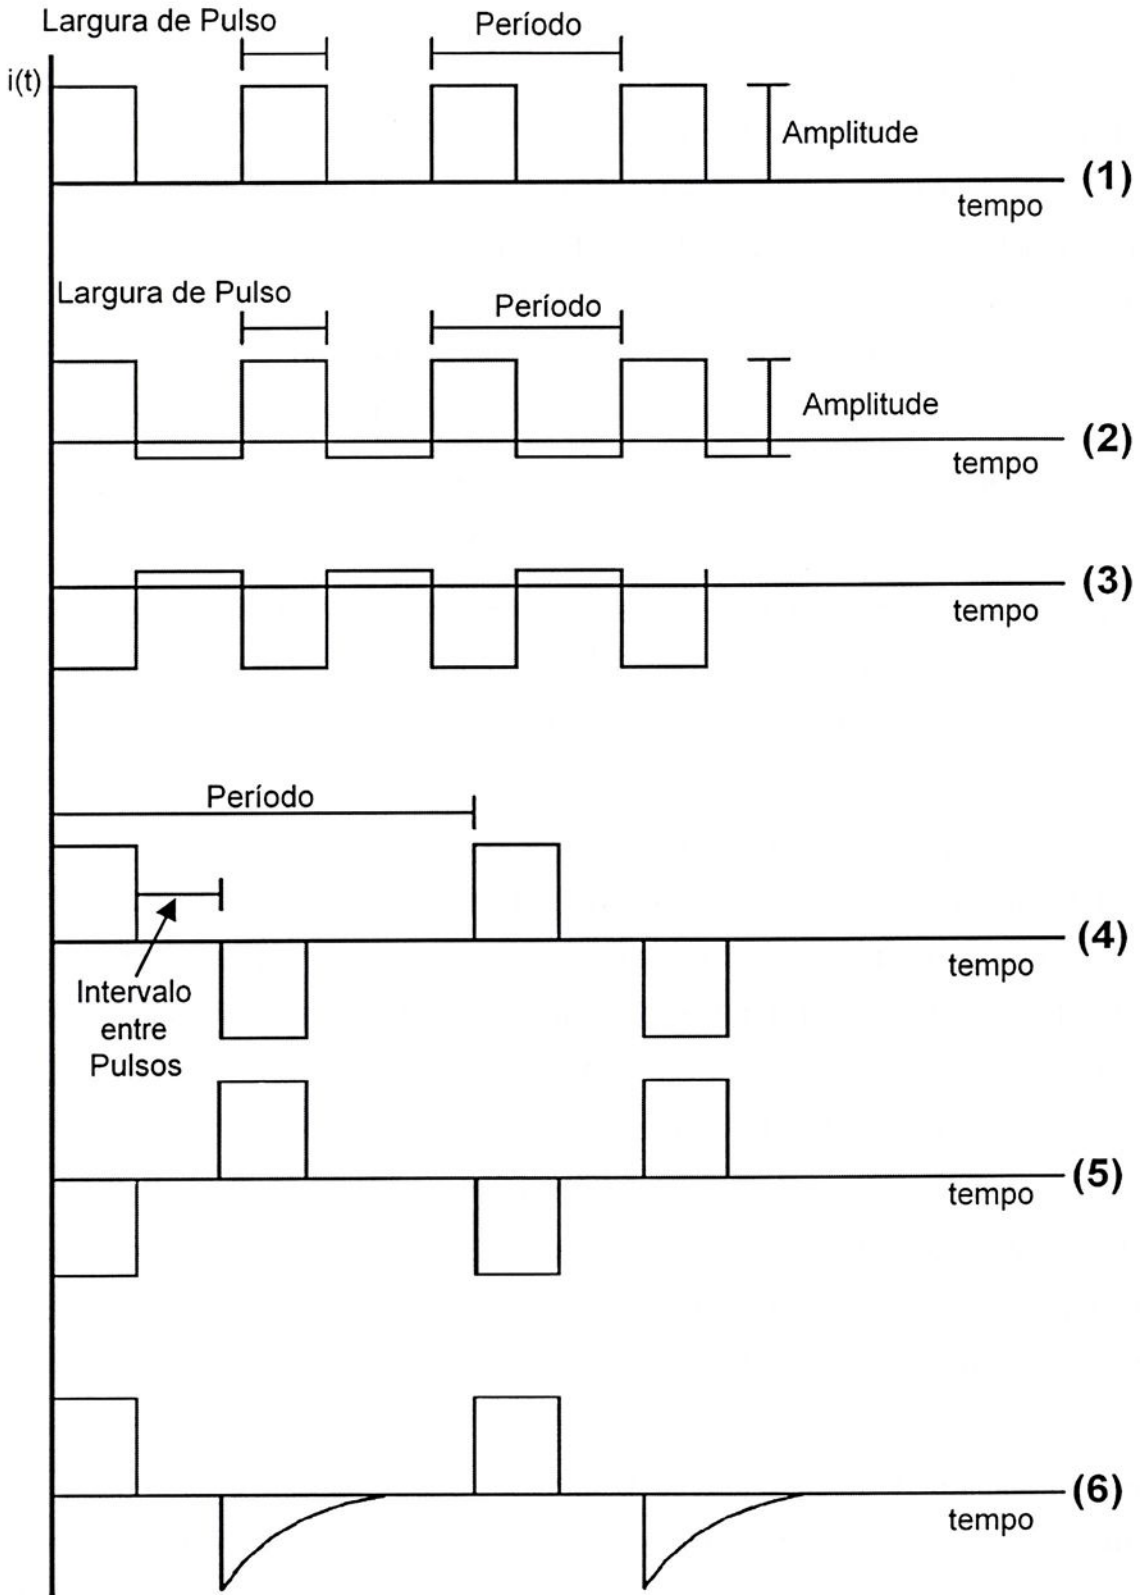 Largura de Pulso
Período
i(t)
Amplitude
(1)
tempo
Largura de Pulso
Período
Amplitude
(2)
tempo
(3)
tempo
Período
(4)
tempo
Intervalo
entre
Pulsos
(5)
tempo
(6)
tempo